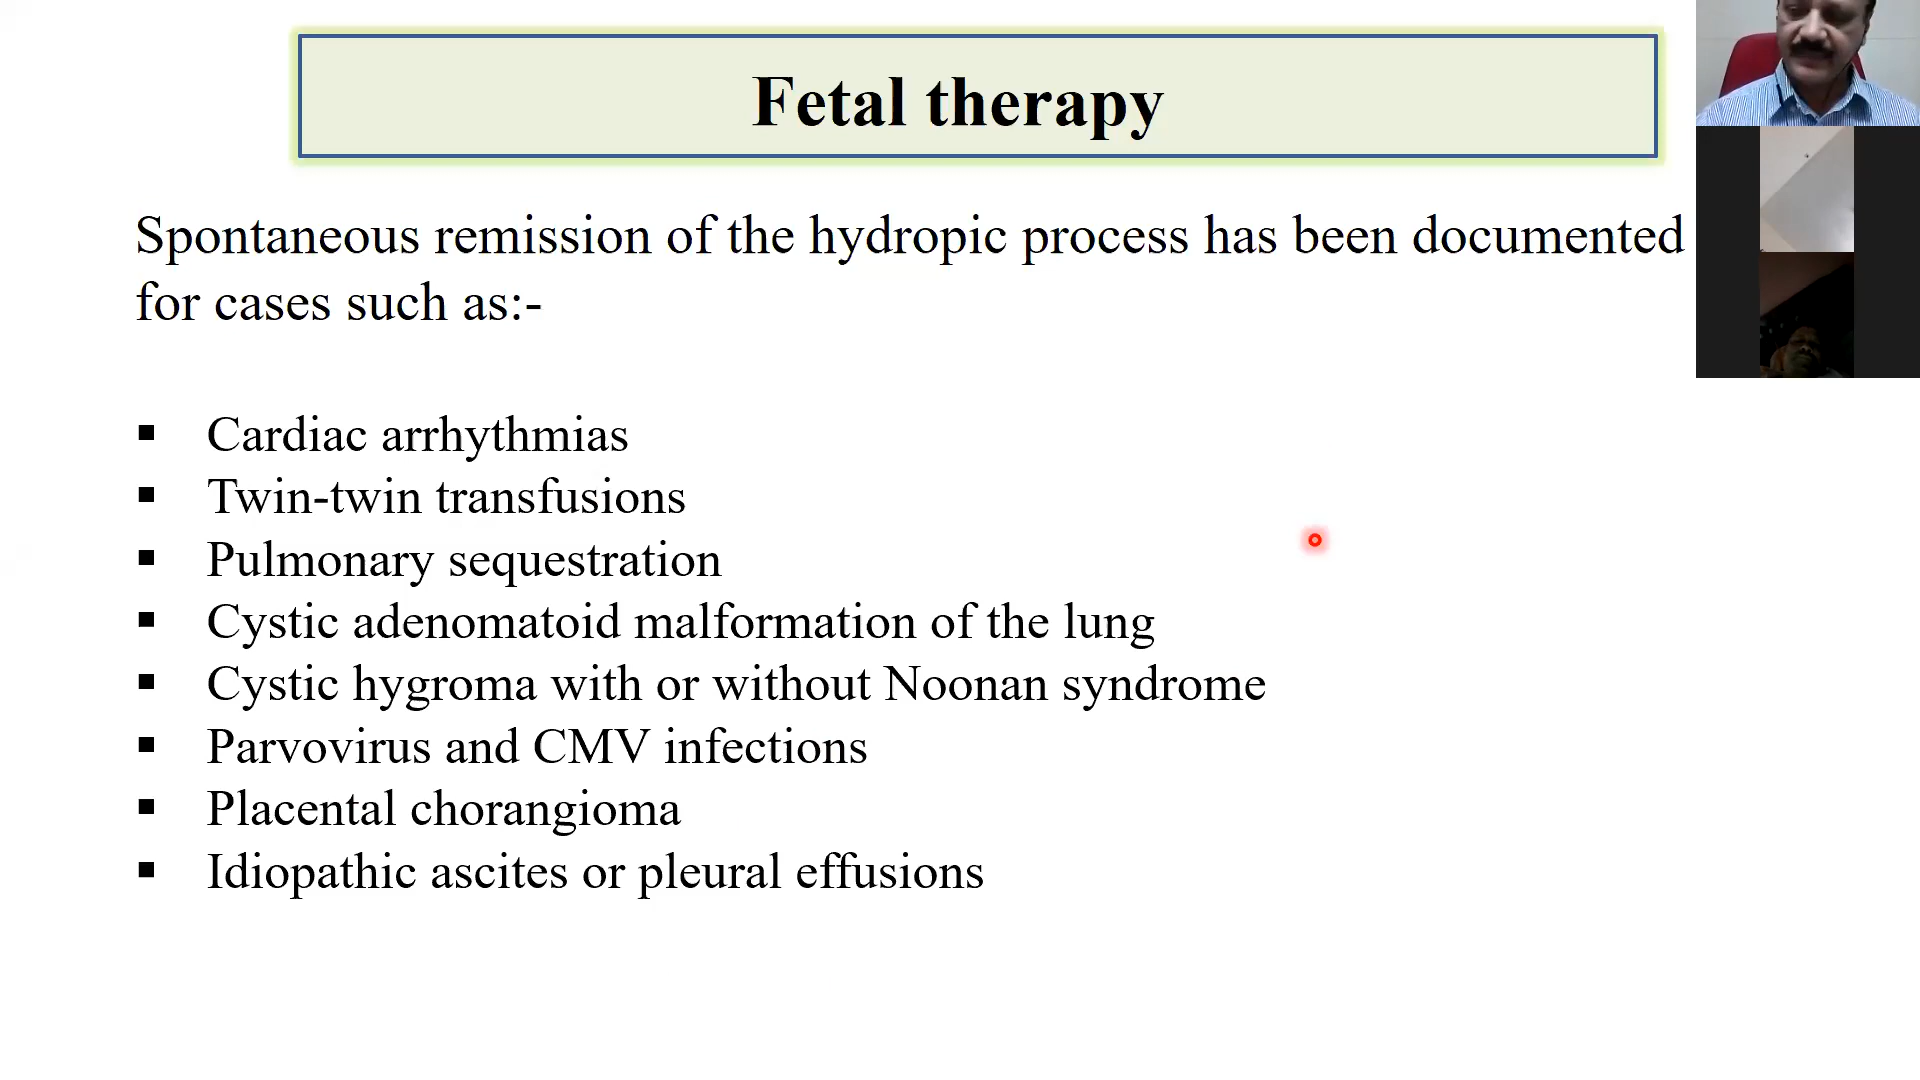 Fetal therapy
Spontaneous remission of the hydropic process has been documented
for cases such as:-
▪ Cardiac arrhythmias
▪ Twin-twin transfusions
▪ Pulmonary sequestration
▪ Cystic adenomatoid malformation of the lung
▪ Cystic hygroma with or without Noonan syndrome
▪ Parvovirus and CMV infections
▪ Placental chorangioma
▪ Idiopathic ascites or pleural effusions